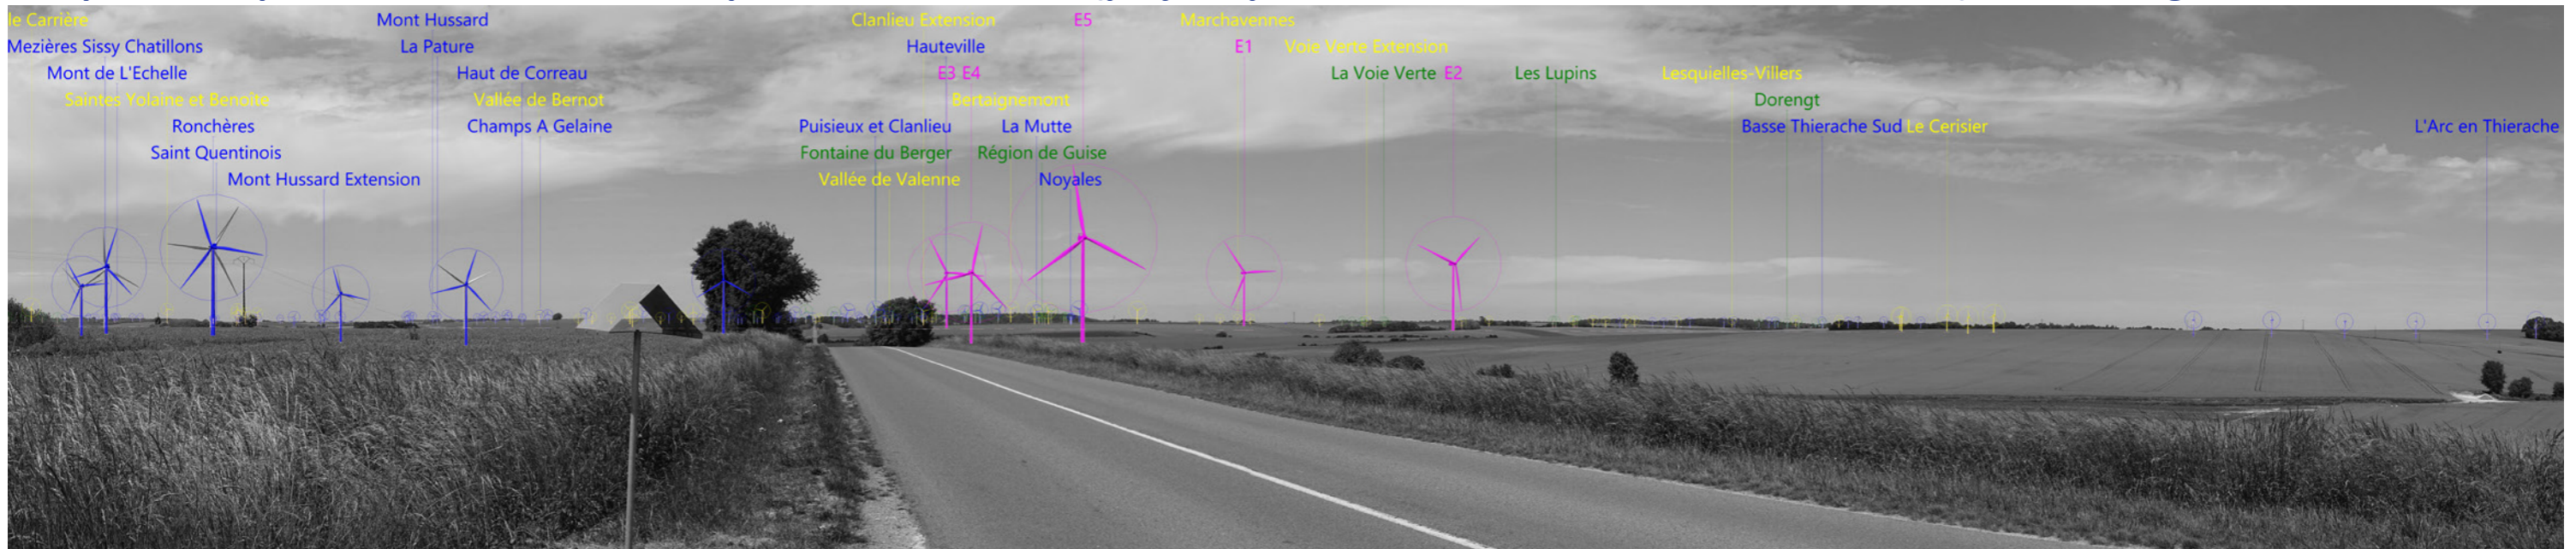 le Carrière Mont Hussard Clanlieu Extension E5 Marchavennes
Mezières Sissy Chatillons La Pature Hauteville E1 Voie Verte Extension
Mont de L'Echelle Haut de Correau E3 E4 La Voie Verte E2 Les Lupins Lesquielles-Villers
Saintes Yolaine et Benoîte Vallée de Bernot Bertaignemont Dorengt
Ronchères Champs A Gelaine Puisieux et Clanlieu La Mutte Basse Thierache Sud Le Cerisier L'Arc en Thierache
Saint Quentinois Fontaine du Berger Région de Guise
Mont Hussard Extension Vallée de Valenne Noyales